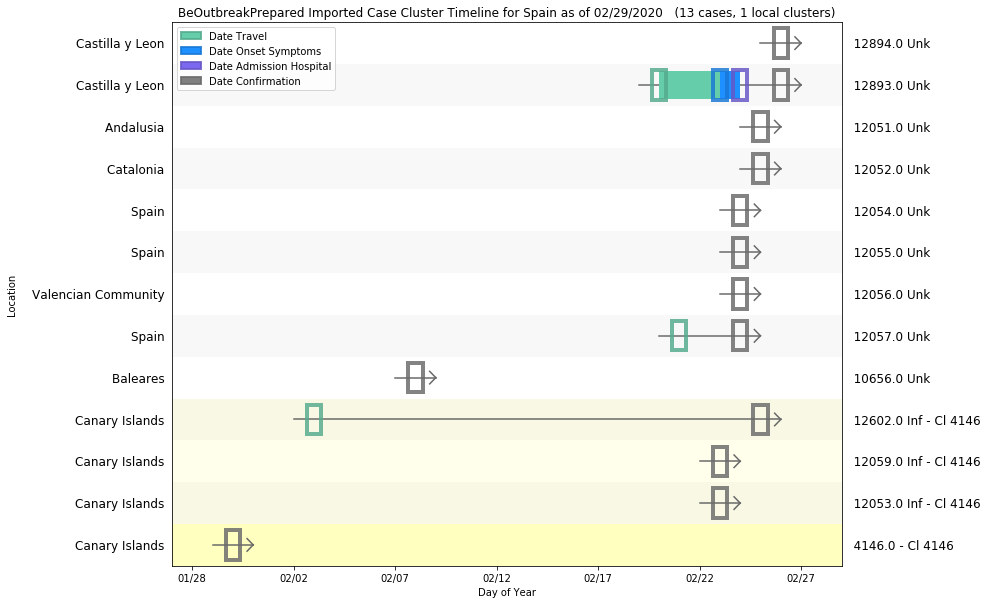 BeOutbreakPrepared Imported Case Cluster Timeline for Spain as of 02/29/2020   (13 cases, 1 local clusters)
Date Travel
Date Onset Symptoms
Date Admission Hospital
Date Confirmation
Castilla y Leon 12894.0 Unk
Castilla y Leon 12893.0 Unk
Andalusia 12051.0 Unk
Catalonia 12052.0 Unk
Spain 12054.0 Unk
Spain 12055.0 Unk
Valencian Community 12056.0 Unk
Spain 12057.0 Unk
Baleares 10656.0 Unk
Canary Islands 12602.0 Inf - Cl 4146
Canary Islands 12059.0 Inf - Cl 4146
Canary Islands 12053.0 Inf - Cl 4146
Canary Islands 4146.0 - Cl 4146
Location
01/28 02/02 02/07 02/12 02/17 02/22 02/27
Day of Year